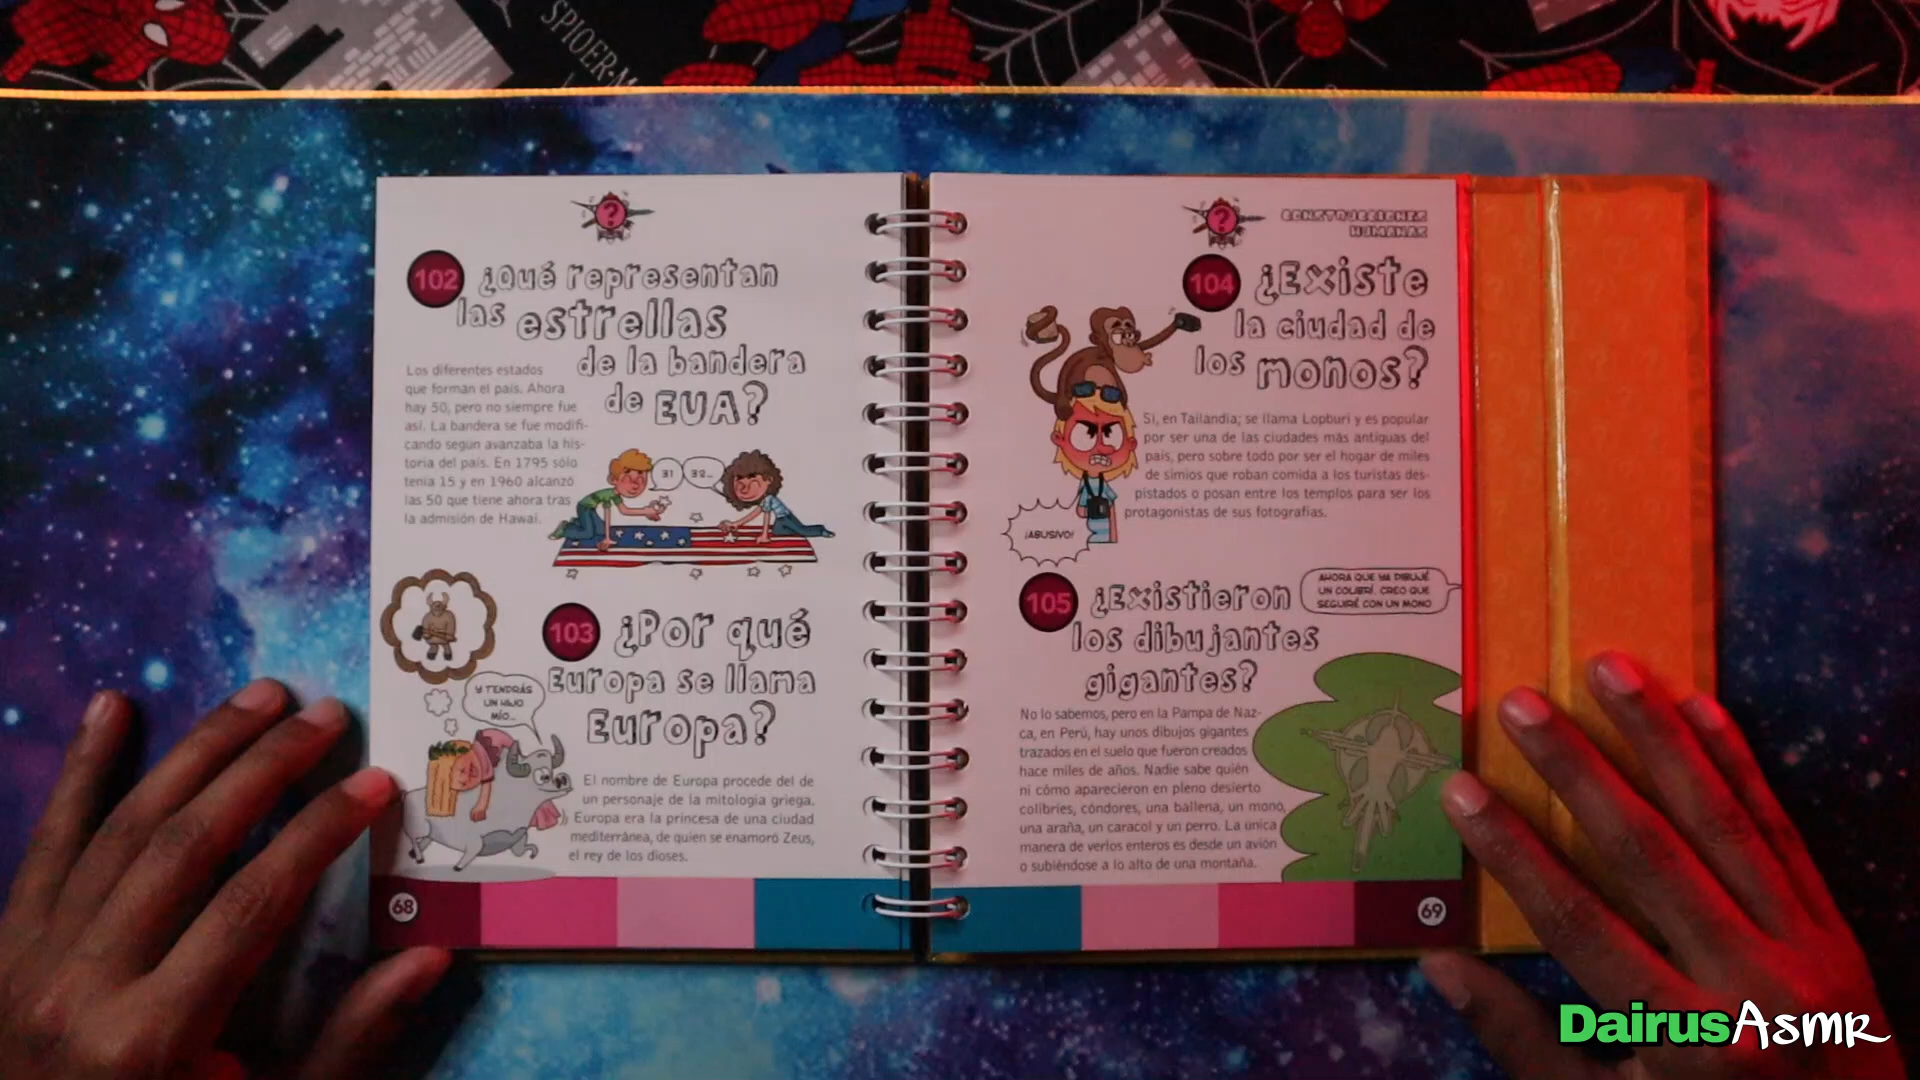 SPIDER-M
102
¿Qué representan
las estrellas
de la bandera
de EUA?
Los diferentes estados
que forman el país. Ahora
hay 50, pero no siempre fue
así. La bandera se fue modifi-
cando según avanzaba la his-
toria del país. En 1795 sólo
tenía 15 y en 1960 alcanzó
las 50 que tiene ahora tras
la admisión de Hawai.
31
32...
103
¿Por qué
Europa se llama
Europa?
Y TENDRÁS
UN HIJO
MÍO...
El nombre de Europa procede del de
un personaje de la mitología griega.
Europa era la princesa de una ciudad
mediterránea, de quien se enamoró Zeus,
el rey de los dioses.
68
CONSTRUCCIONES
HUMANAS
104
¿Existe
la ciudad de
los monos?
Sí, en Tailandia; se llama Lopburi y es popular
por ser una de las ciudades más antiguas del
país, pero sobre todo por ser el hogar de miles
de simios que roban comida a los turistas des-
pistados o posan entre los templos para ser los
protagonistas de sus fotografías.
¡ABUSIVO!
105
¿Existieron
los dibujantes
gigantes?
AHORA QUE YA DIBUJÉ
UN COLIBRÍ, CREO QUE
SEGUIRÉ CON UN MONO
No lo sabemos, pero en la Pampa de Naz-
ca, en Perú, hay unos dibujos gigantes
trazados en el suelo que fueron creados
hace miles de años. Nadie sabe quién
ni cómo aparecieron en pleno desierto
colibríes, cóndores, una ballena, un mono,
una araña, un caracol y un perro. La única
manera de verlos enteros es desde un avión
o subiéndose a lo alto de una montaña.
69
DairusAsmr